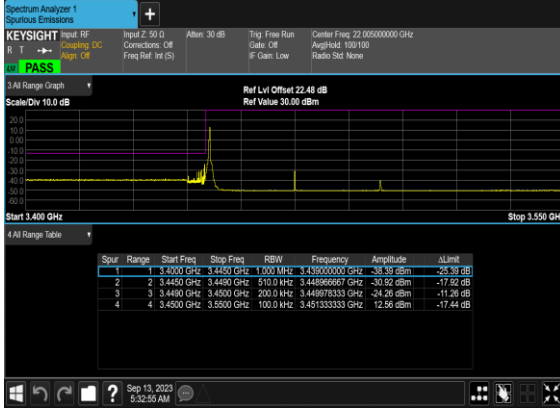 Spectrum Analyzer 1
Spurious Emissions
KEYSIGHT Input: RF Input Z: 50 Ω Atten: 30 dB Trig: Free Run Center Freq: 22.005000000 GHz
R T Coupling: DC Corrections: Off Gate: Off Avg|Hold: 100/100
Align: Off Freq Ref: Int (S) IF Gain: Low Radio Std: None
PASS
3 All Range Graph Ref Lvl Offset 22.48 dB
Scale/Div 10.0 dB Ref Value 30.00 dBm
20.0
10.0
0.00
-10.0
-20.0
-30.0
-40.0
-50.0
-60.0
Start 3.400 GHz Stop 3.550 GH
4 All Range Table
Spur Range Start Freq Stop Freq RBW Frequency Amplitude ΔLimit
1 1 3.4000 GHz 3.4450 GHz 1.000 MHz 3.439000000 GHz -38.39 dBm -25.39 dB
2 2 3.4450 GHz 3.4490 GHz 510.0 kHz 3.448966667 GHz -30.92 dBm -17.92 dB
3 3 3.4490 GHz 3.4500 GHz 200.0 kHz 3.449978333 GHz -24.26 dBm -11.26 dB
4 4 3.4500 GHz 3.5500 GHz 100.0 kHz 3.451333333 GHz 12.56 dBm -17.44 dB
Sep 13, 2023
5:32:55 AM